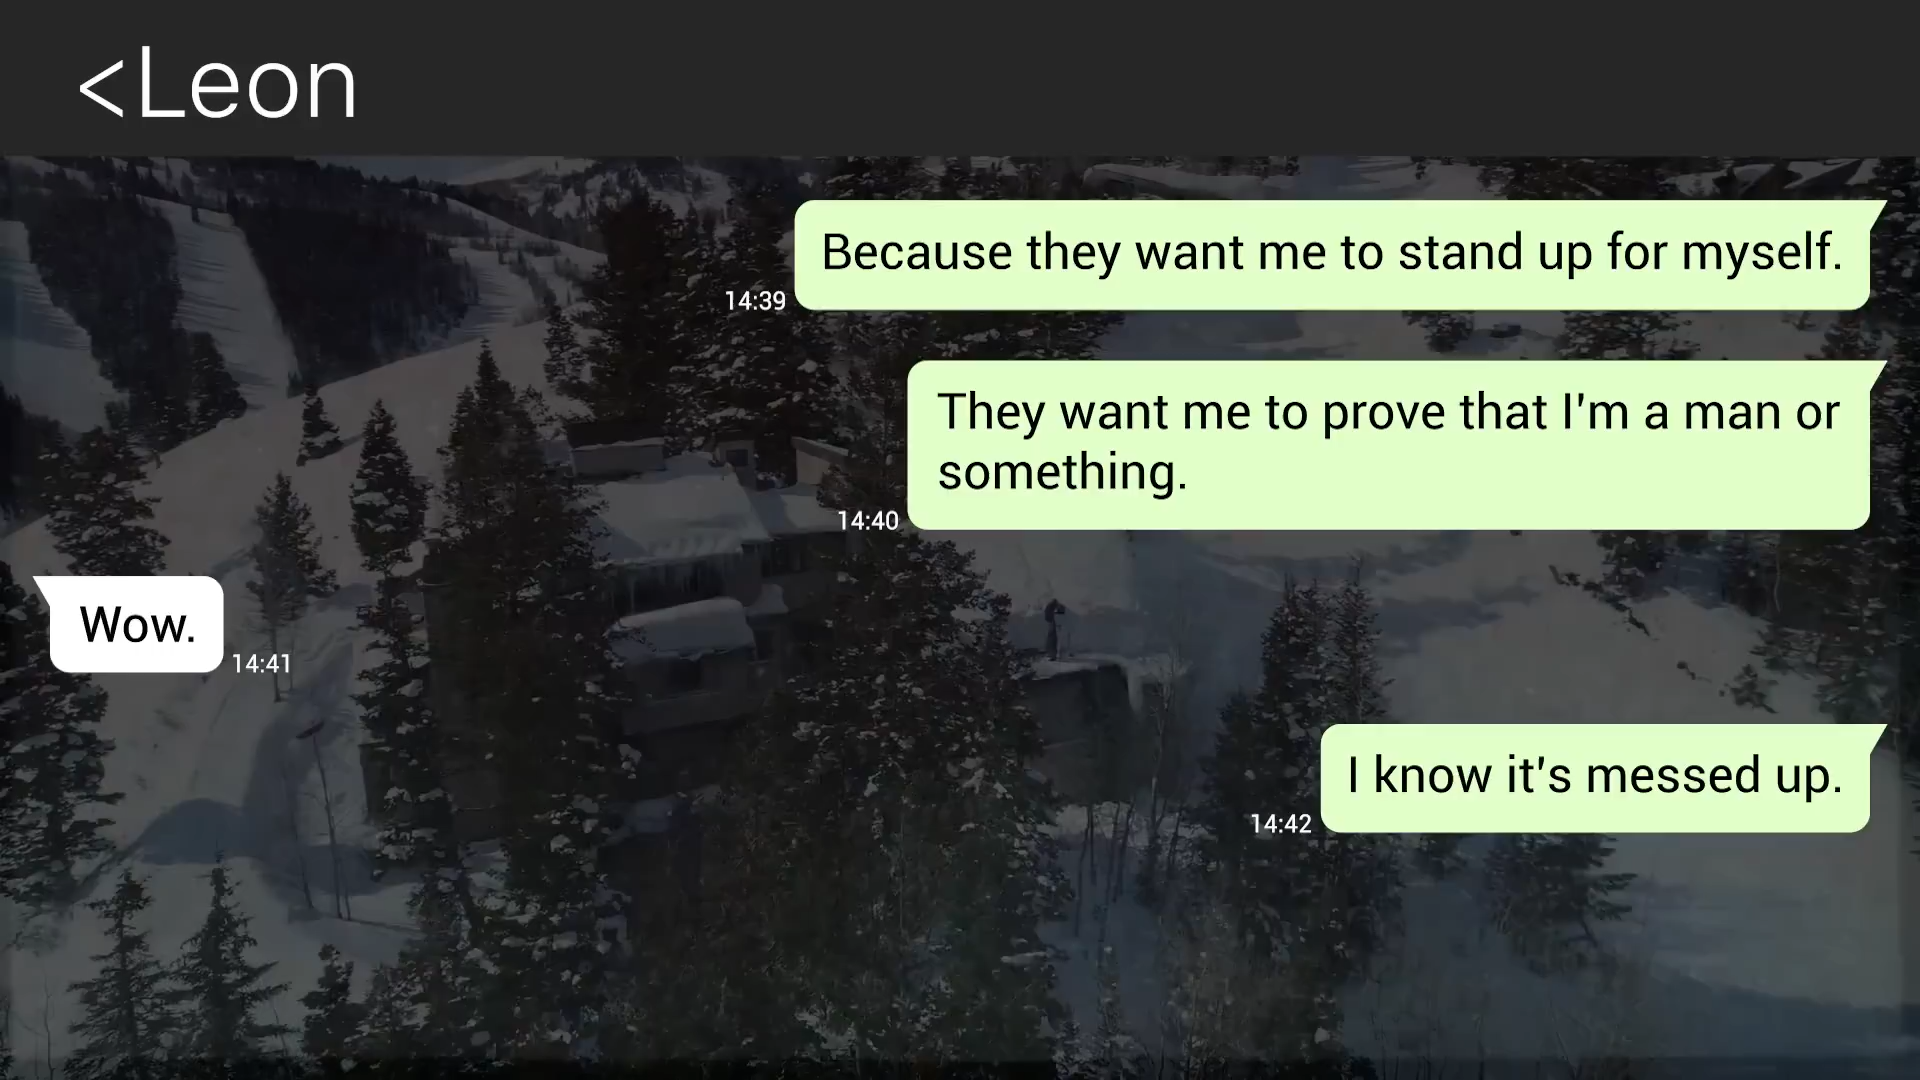 <Leon
Because they want me to stand up for myself.
14:39
They want me to prove that I'm a man or
something.
14:40
Wow.
14:41
I know it's messed up.
14:42